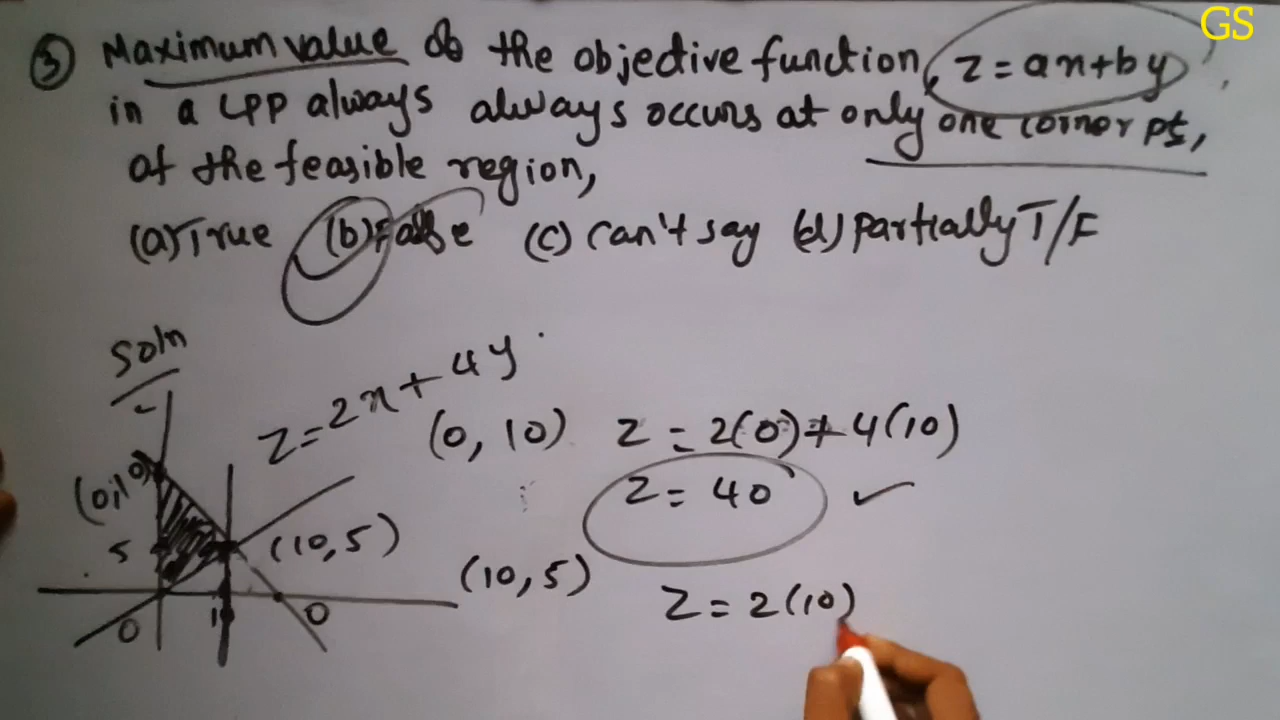 GS
③ Maximum value of the objective function, z = ax+by
in a LPP always always occurs at only one corner pt,
of the feasible region,
(a) True (b) False (c) can't say (d) Partially T/F
Soln
Z = 2x + 4y
(0, 10) Z = 2(0) + 4(10)
Z = 40 ✓
(0,10)
5
(10,5)
(10,5)
Z = 2(10)
0
10
0